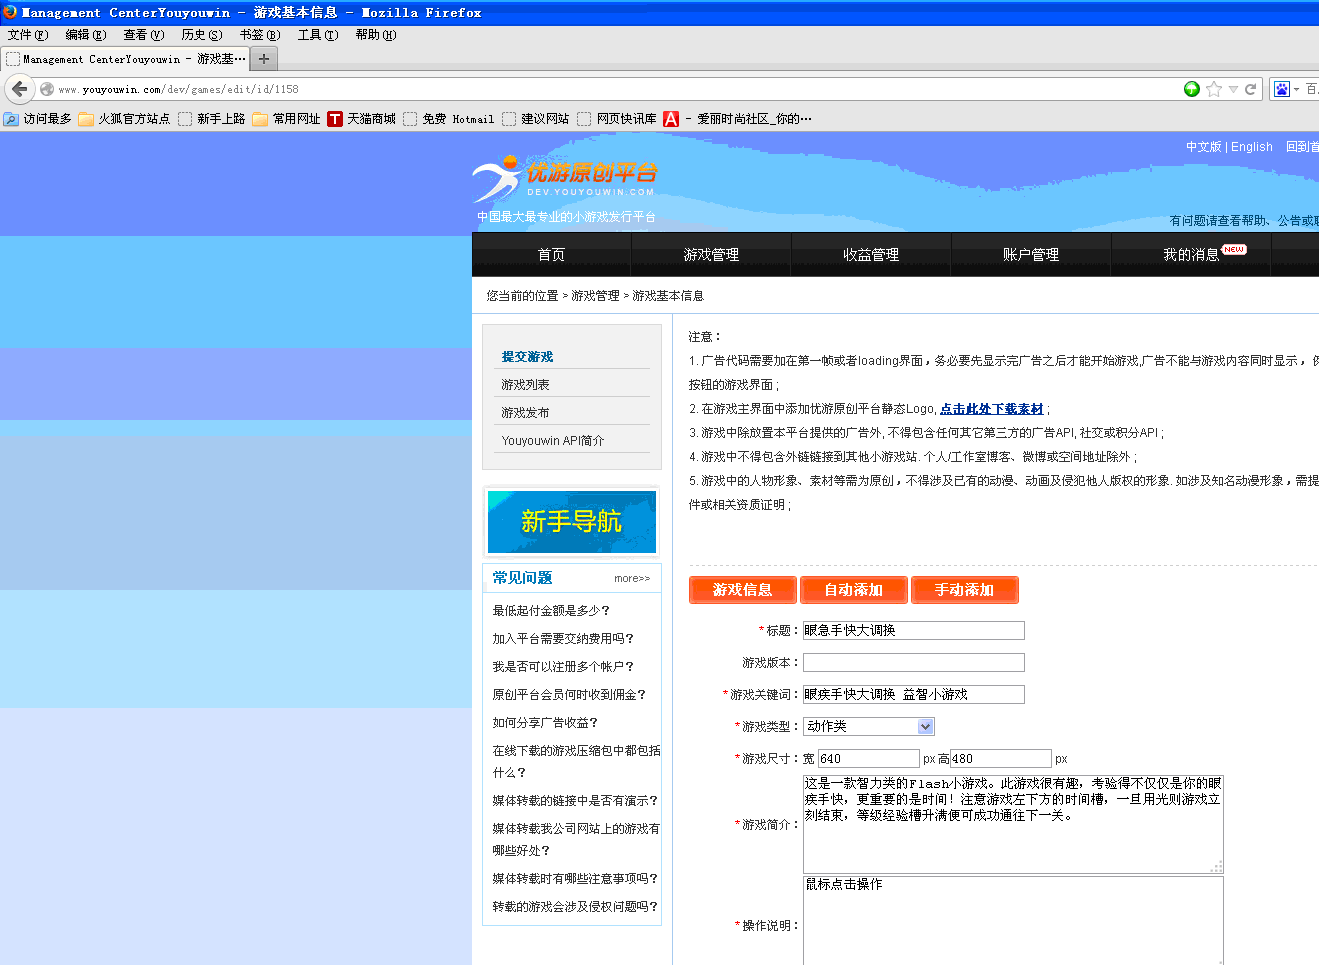 Management CenterYouyouwin - 游戏基本信息 - Mozilla Firefox
文件(F) 编辑(E) 查看(V) 历史(S) 书签(B) 工具(T) 帮助(H)
Management CenterYouyouwin - 游戏基…
www.youyouwin.com/dev/games/edit/id/1158
访问最多 火狐官方站点 新手上路 常用网址 天猫商城 免费 Hotmail 建议网站 网页快讯库 - 爱丽时尚社区_你的…
中文版 | English 回到首
优游原创平台
DEV.YOUYOUWIN.COM
中国最大最专业的小游戏发行平台
有问题请查看帮助、公告或联
首页 游戏管理 收益管理 账户管理 我的消息 NEW
您当前的位置 > 游戏管理 > 游戏基本信息
提交游戏
游戏列表
游戏发布
Youyouwin API简介
新手导航
常见问题 more>>
最低起付金额是多少?
加入平台需要交纳费用吗?
我是否可以注册多个帐户?
原创平台会员何时收到佣金?
如何分享广告收益?
在线下载的游戏压缩包中都包括
什么?
媒体转载的链接中是否有演示?
媒体转载我公司网站上的游戏有
哪些好处?
媒体转载时有哪些注意事项吗?
转载的游戏会涉及侵权问题吗?
注意：
1. 广告代码需要加在第一帧或者loading界面，务必要先显示完广告之后才能开始游戏,广告不能与游戏内容同时显示，
按钮的游戏界面 ;
2. 在游戏主界面中添加优游原创平台静态Logo, 点击此处下载素材 ;
3. 游戏中除放置本平台提供的广告外, 不得包含任何其它第三方的广告API, 社交或积分API ;
4. 游戏中不得包含外链链接到其他小游戏站. 个人/工作室博客、微博或空间地址除外 ;
5. 游戏中的人物形象、素材等需为原创，不得涉及已有的动漫、动画及侵犯他人版权的形象. 如涉及知名动漫形象，需提
件或相关资质证明 ;
游戏信息 自动添加 手动添加
*标题： 眼急手快大调换
游戏版本：
*游戏关键词： 眼疾手快大调换 益智小游戏
*游戏类型： 动作类
*游戏尺寸： 宽 640 px 高 480 px
*游戏简介： 这是一款智力类的Flash小游戏。此游戏很有趣，考验得不仅仅是你的眼
疾手快，更重要的是时间！注意游戏左下方的时间槽，一旦用光则游戏立
刻结束，等级经验槽升满便可成功通往下一关。
*操作说明： 鼠标点击操作